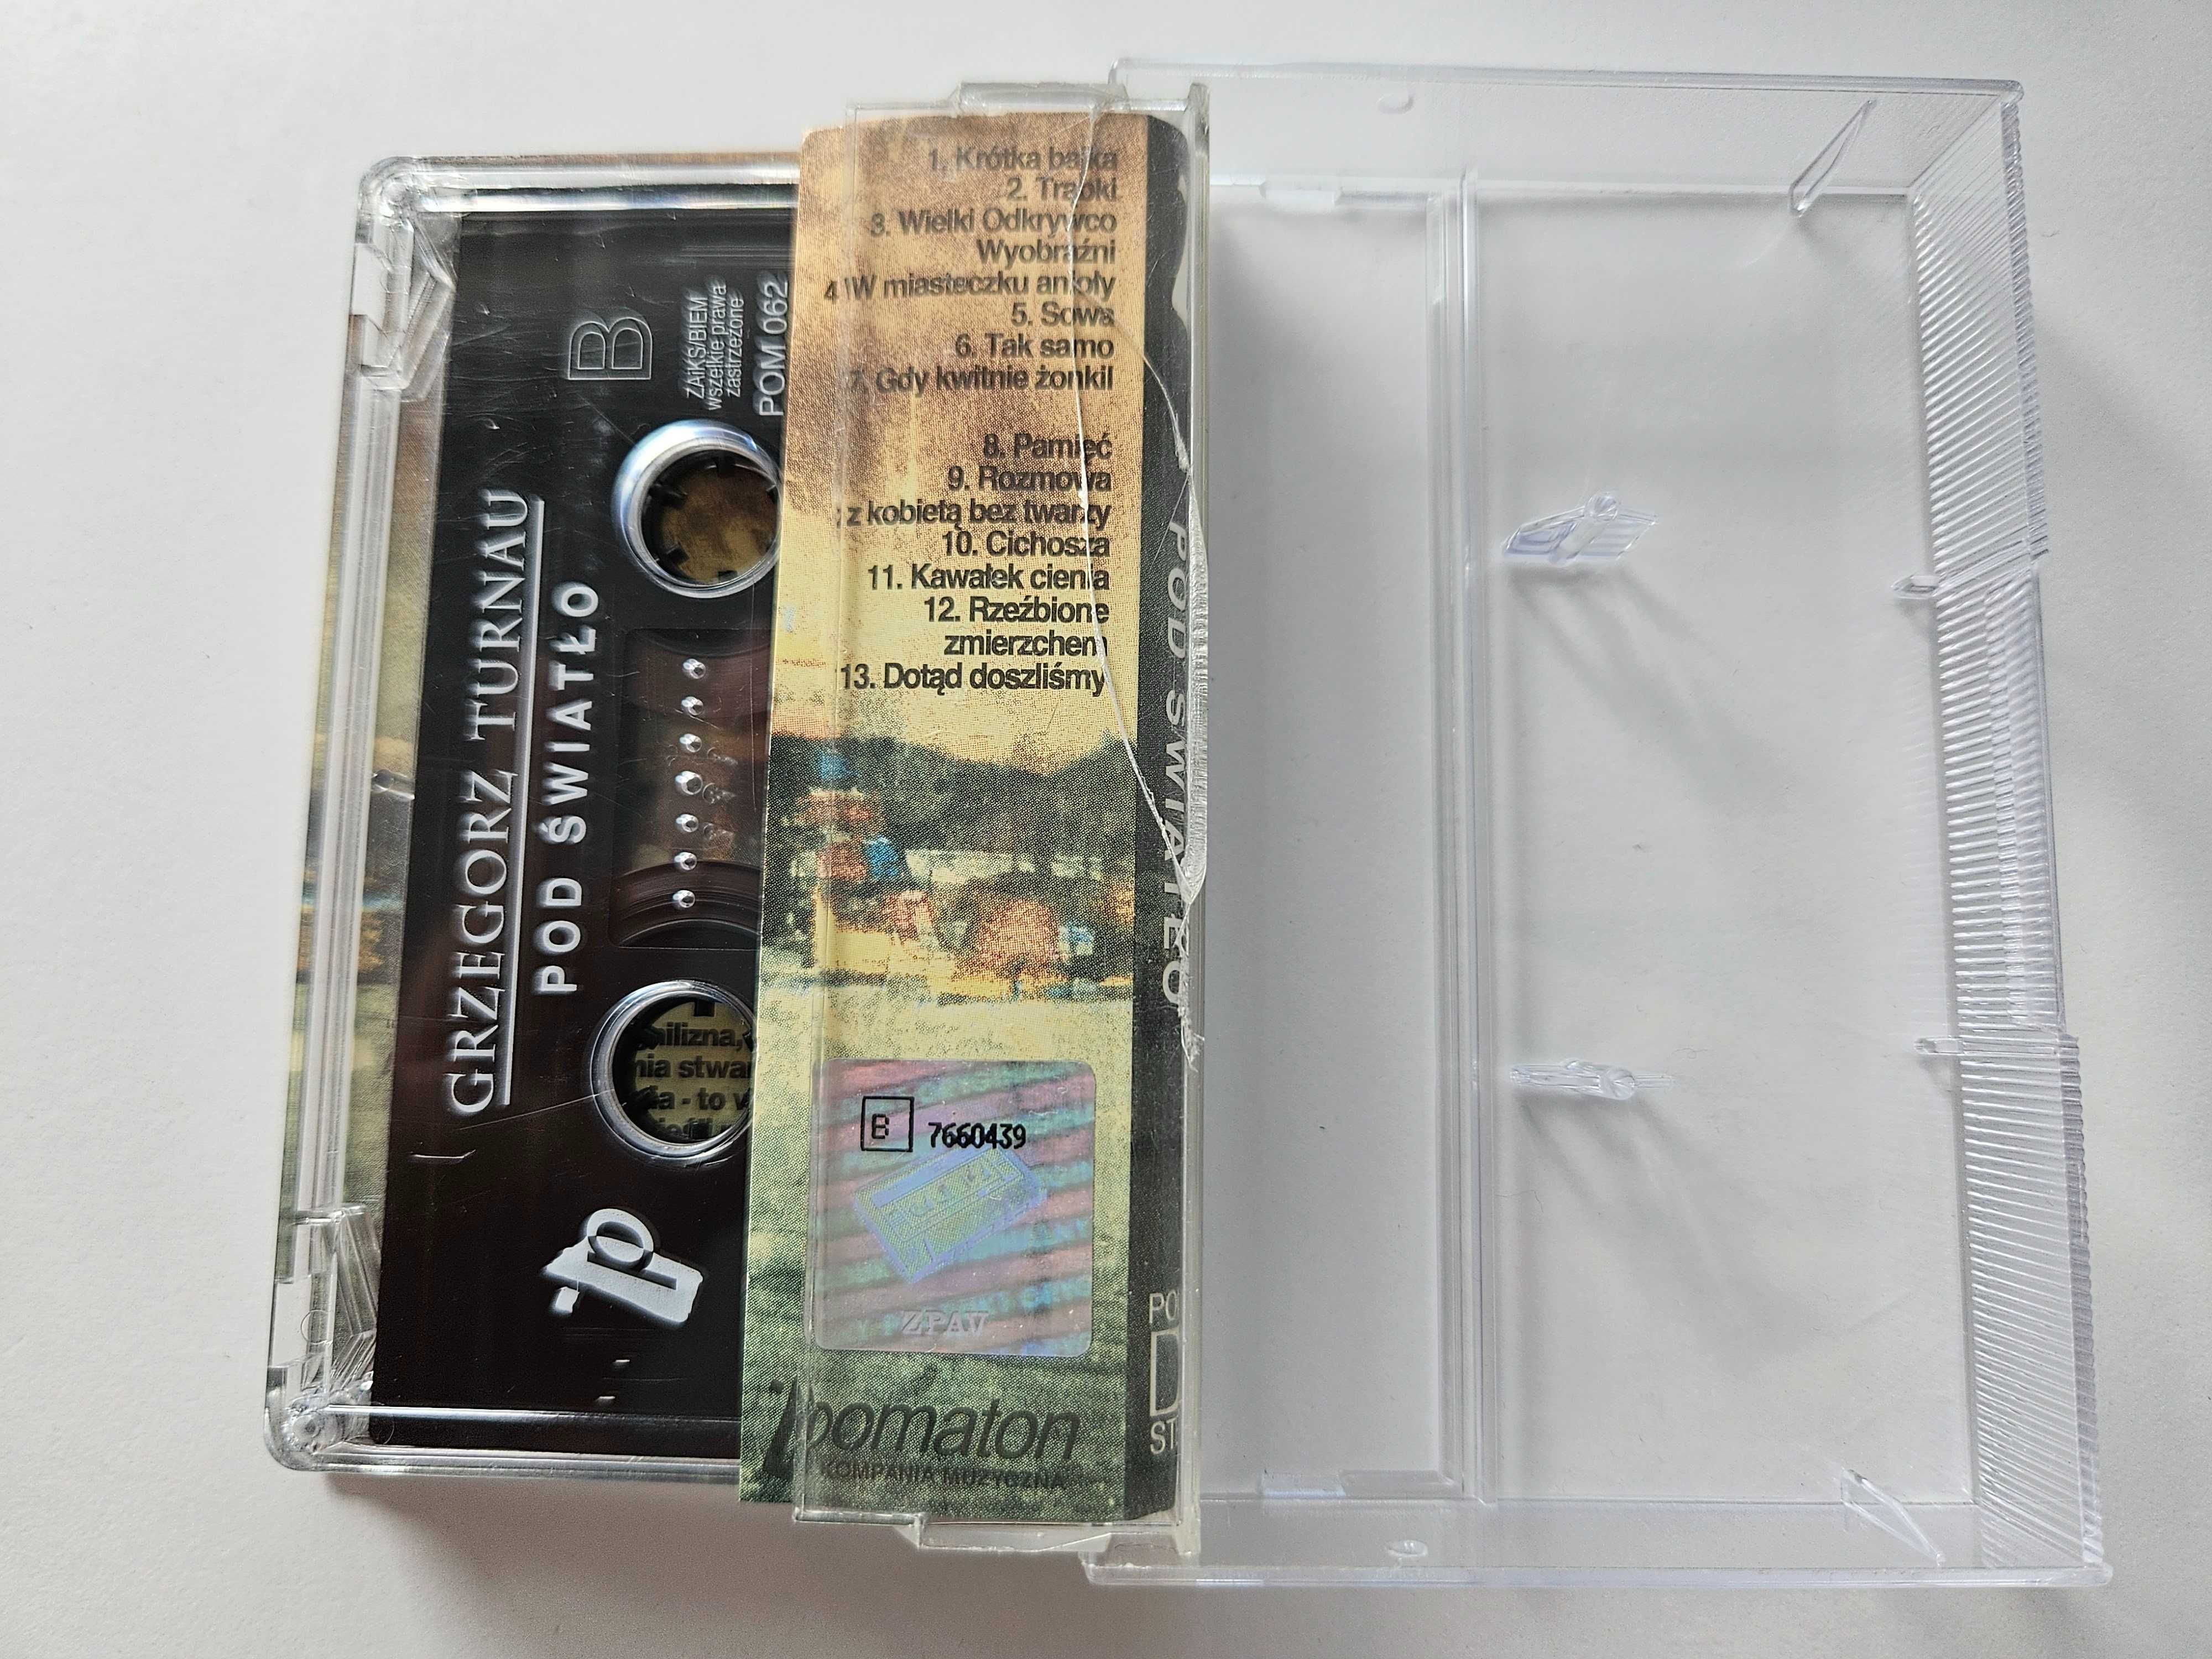 GRZEGORZ TURNAU
POD ŚWIATŁO
B
ZAiKS/BIEM
wszelkie prawa
zastrzeżone
POM 062
p
1. Krótka bajka
2. Trąbki
3. Wielki Odkrywco
Wyobraźni
4. W miasteczku anioły
5. Sowa
6. Tak samo
7. Gdy kwitnie żonkil
8. Pamięć
9. Rozmowa
z kobietą bez twarzy
10. Cichosza
11. Kawałek cienia
12. Rzeźbione
zmierzchem
13. Dotąd doszliśmy
B 7660439
ZPAV
pomaton
KOMPANIA MUZYCZNA
POD ŚWIATŁO
- to